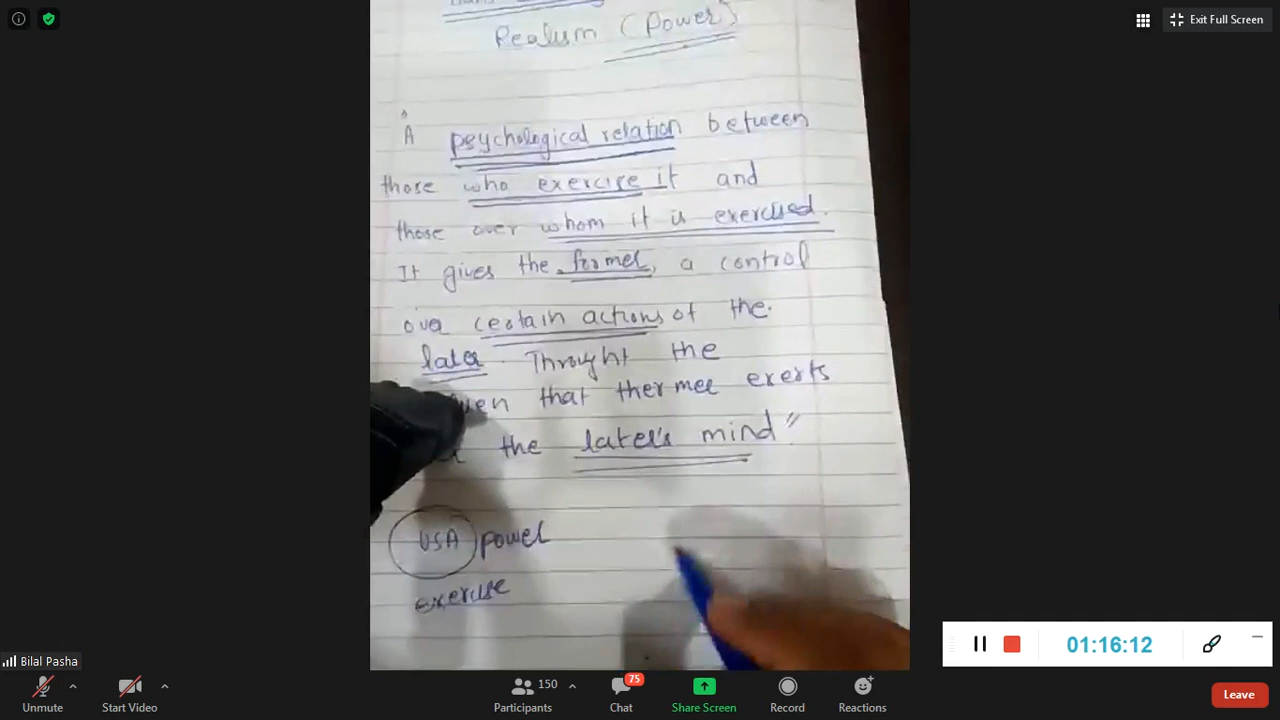 Exit Full Screen
Realism (Power)
A psychological relation between
those who exercise it and
those over whom it is exercised.
It gives the former, a control
over certain actions of the
later. Throught the
that thermee exerts
the later's mind"
USA power
exercise
01:16:12
Bilal Pasha
Unmute
Start Video
150
Participants
75
Chat
Share Screen
Record
Reactions
Leave